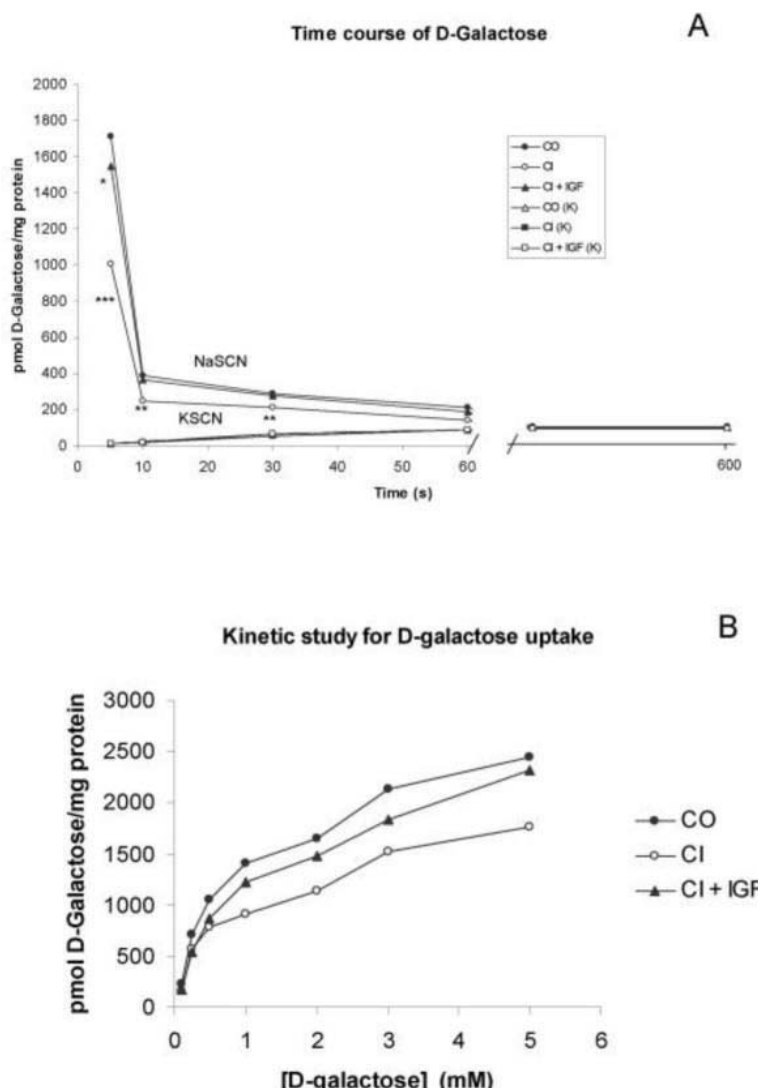 A
Time course of D-Galactose
pmol D-Galactose/mg protein
2000
1800
1600
1400
1200
1000
800
600
400
200
0
*
***
**
**
NaSCN
KSCN
CO
CI
CI + IGF
CO (K)
CI (K)
CI + IGF (K)
0 10 20 30 40 50 60 600
Time (s)
B
Kinetic study for D-galactose uptake
pmol D-Galactose/mg protein
3000
2500
2000
1500
1000
500
0
CO
CI
CI + IGF
0 1 2 3 4 5 6
[D-galactose] (mM)